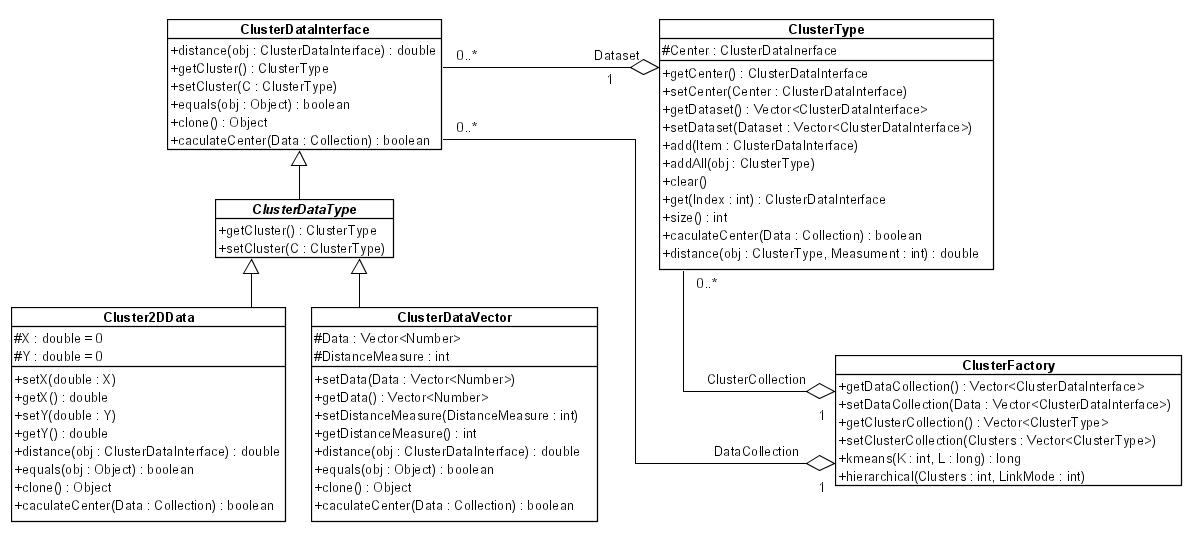 ClusterDataInterface
+distance(obj : ClusterDataInterface) : double
+getCluster() : ClusterType
+setCluster(C : ClusterType)
+equals(obj : Object) : boolean
+clone() : Object
+caculateCenter(Data : Collection) : boolean
0..*
Dataset
1
0..*
ClusterType
#Center : ClusterDataInerface
+getCenter() : ClusterDataInterface
+setCenter(Center : ClusterDataInterface)
+getDataset() : Vector<ClusterDataInterface>
+setDataset(Dataset : Vector<ClusterDataInterface>)
+add(Item : ClusterDataInterface)
+addAll(obj : ClusterType)
+clear()
+get(Index : int) : ClusterDataInterface
+size() : int
+caculateCenter(Data : Collection) : boolean
+distance(obj : ClusterType, Measument : int) : double
0..*
ClusterDataType
+getCluster() : ClusterType
+setCluster(C : ClusterType)
Cluster2DData
#X : double = 0
#Y : double = 0
+setX(double : X)
+getX() : double
+setY(double : Y)
+getY() : double
+distance(obj : ClusterDataInterface) : double
+equals(obj : Object) : boolean
+clone() : Object
+caculateCenter(Data : Collection) : boolean
ClusterDataVector
#Data : Vector<Number>
#DistanceMeasure : int
+setData(Data : Vector<Number>)
+getData() : Vector<Number>
+setDistanceMeasure(DistanceMeasure : int)
+getDistanceMeasure() : int
+distance(obj : ClusterDataInterface) : double
+equals(obj : Object) : boolean
+clone() : Object
+caculateCenter(Data : Collection) : boolean
ClusterCollection
1
DataCollection
1
ClusterFactory
+getDataCollection() : Vector<ClusterDataInterface>
+setDataCollection(Data : Vector<ClusterDataInterface>)
+getClusterCollection() : Vector<ClusterType>
+setClusterCollection(Clusters : Vector<ClusterType>)
+kmeans(K : int, L : long) : long
+hierarchical(Clusters : int, LinkMode : int)